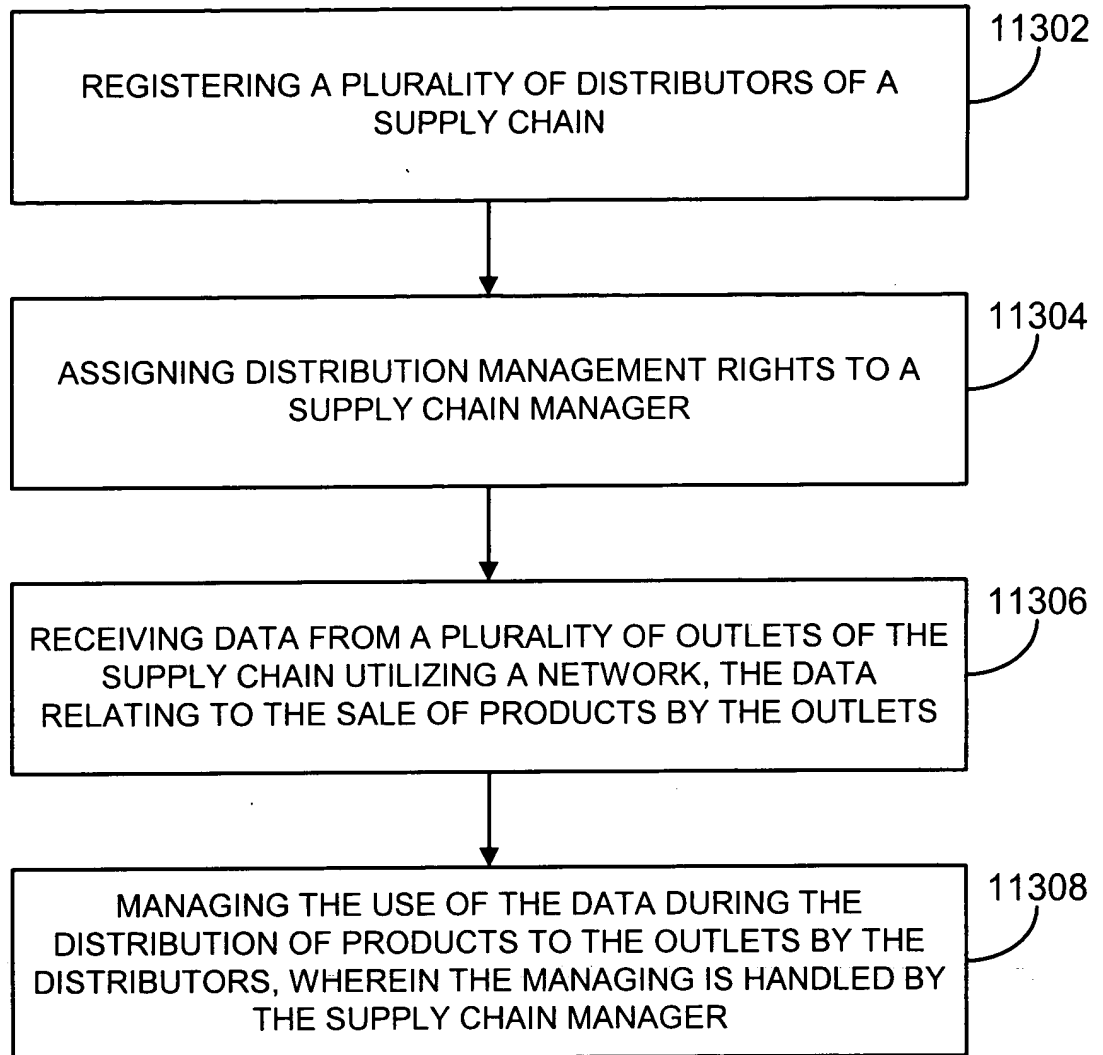 11302
REGISTERING A PLURALITY OF DISTRIBUTORS OF A
SUPPLY CHAIN
11304
ASSIGNING DISTRIBUTION MANAGEMENT RIGHTS TO A
SUPPLY CHAIN MANAGER
11306
RECEIVING DATA FROM A PLURALITY OF OUTLETS OF THE
SUPPLY CHAIN UTILIZING A NETWORK, THE DATA
RELATING TO THE SALE OF PRODUCTS BY THE OUTLETS
11308
MANAGING THE USE OF THE DATA DURING THE
DISTRIBUTION OF PRODUCTS TO THE OUTLETS BY THE
DISTRIBUTORS, WHEREIN THE MANAGING IS HANDLED BY
THE SUPPLY CHAIN MANAGER